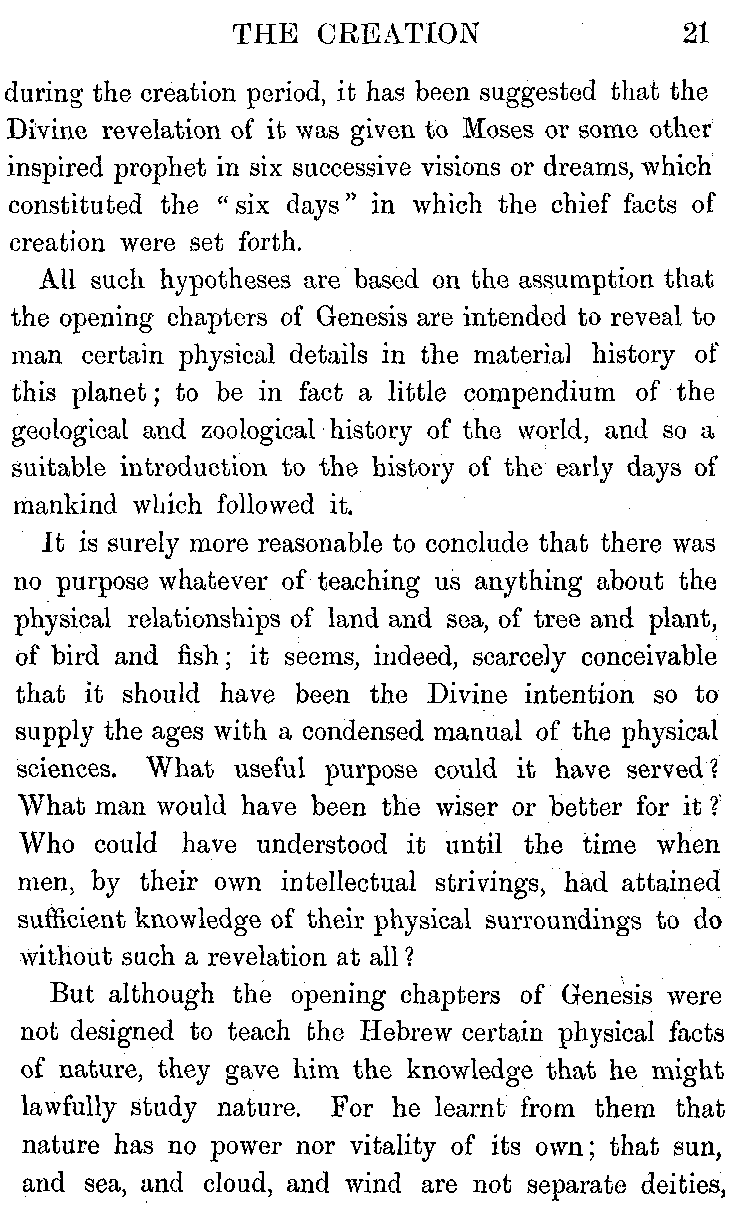 THE CREATION 21
during the creation period, it has been suggested that the
Divine revelation of it was given to Moses or some other
inspired prophet in six successive visions or dreams, which
constituted the “six days” in which the chief facts of
creation were set forth.
All such hypotheses are based on the assumption that
the opening chapters of Genesis are intended to reveal to
man certain physical details in the material history of
this planet; to be in fact a little compendium of the
geological and zoological history of the world, and so a
suitable introduction to the history of the early days of
mankind which followed it.
It is surely more reasonable to conclude that there was
no purpose whatever of teaching us anything about the
physical relationships of land and sea, of tree and plant,
of bird and fish; it seems, indeed, scarcely conceivable
that it should have been the Divine intention so to
supply the ages with a condensed manual of the physical
sciences. What useful purpose could it have served?
What man would have been the wiser or better for it?
Who could have understood it until the time when
men, by their own intellectual strivings, had attained
sufficient knowledge of their physical surroundings to do
without such a revelation at all?
But although the opening chapters of Genesis were
not designed to teach the Hebrew certain physical facts
of nature, they gave him the knowledge that he might
lawfully study nature. For he learnt from them that
nature has no power nor vitality of its own; that sun,
and sea, and cloud, and wind are not separate deities,